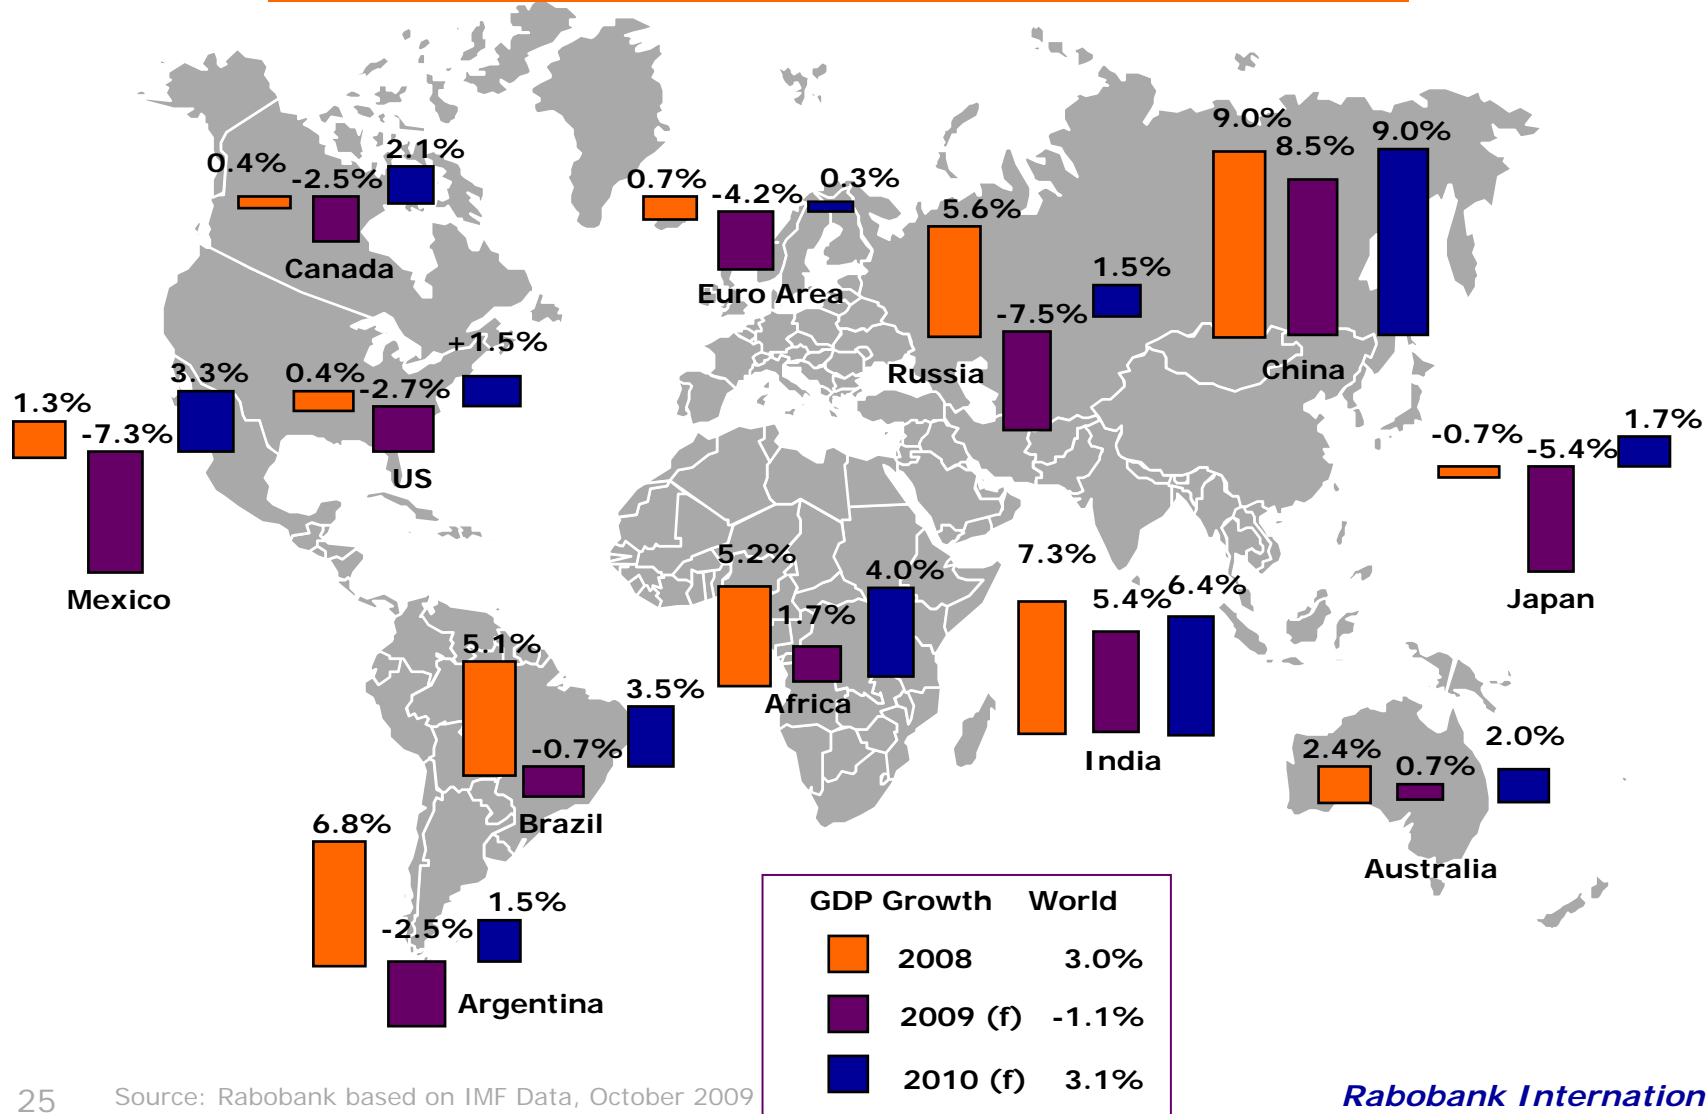 0.4%
-2.5%
2.1%
Canada
0.7%
-4.2%
0.3%
Euro Area
5.6%
-7.5%
1.5%
Russia
9.0%
8.5%
9.0%
China
1.3%
-7.3%
3.3%
Mexico
0.4%
-2.7%
+1.5%
US
-0.7%
-5.4%
1.7%
Japan
5.2%
1.7%
4.0%
Africa
7.3%
5.4%
6.4%
India
5.1%
-0.7%
3.5%
Brazil
2.4%
0.7%
2.0%
Australia
6.8%
-2.5%
1.5%
Argentina
GDP Growth World
2008 3.0%
2009 (f) -1.1%
2010 (f) 3.1%
25
Source: Rabobank based on IMF Data, October 2009
Rabobank Internation